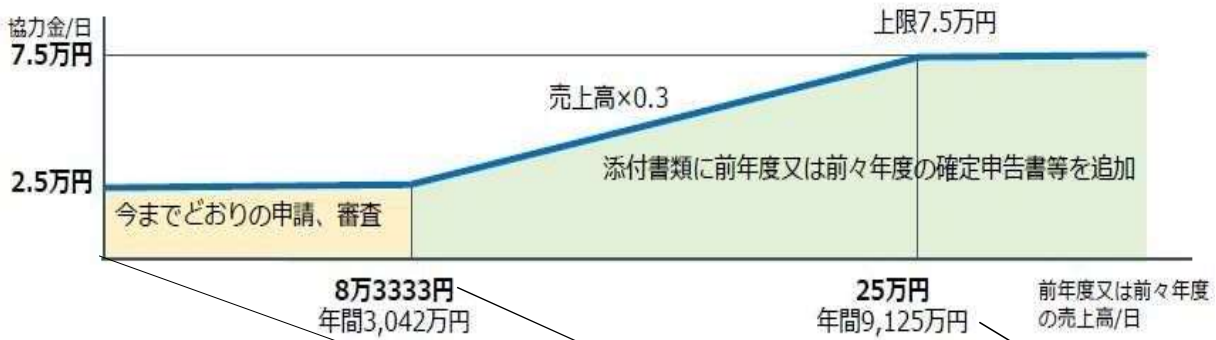 協力金/日
7.5万円
上限7.5万円
売上高×0.3
添付書類に前年度又は前々年度の確定申告書等を追加
2.5万円
今までどおりの申請、審査
8万3333円
年間3,042万円
25万円
年間9,125万円
前年度又は前々年度
の売上高/日